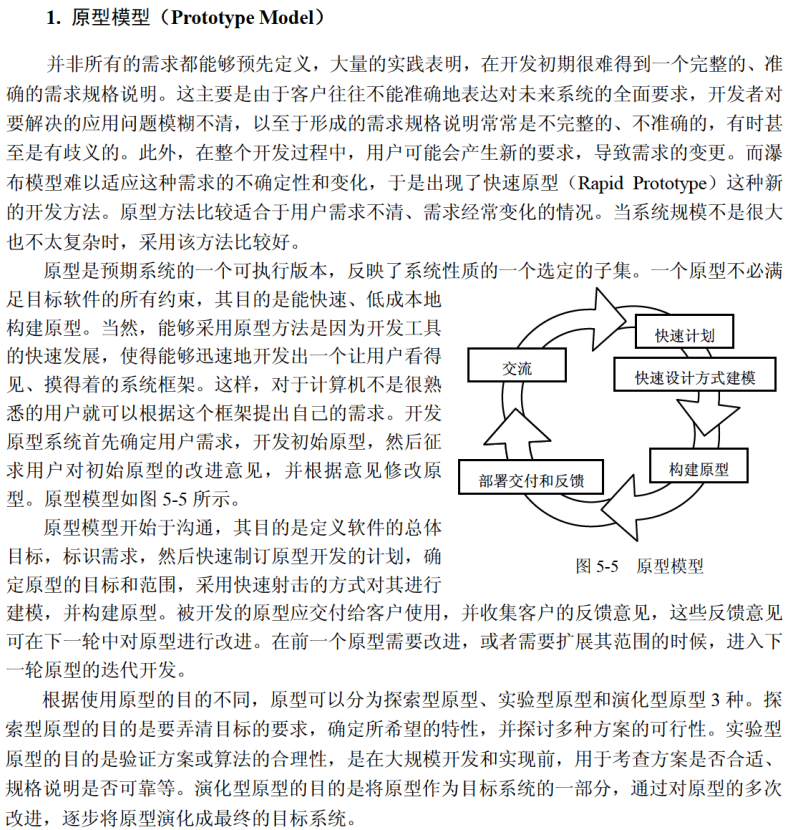 1. 原型模型（Prototype Model）
并非所有的需求都能够预先定义，大量的实践表明，在开发初期很难得到一个完整的、准
确的需求规格说明。这主要是由于客户往往不能准确地表达对未来系统的全面要求，开发者对
要解决的应用问题模糊不清，以至于形成的需求规格说明常常是不完整的、不准确的，有时甚
至是有歧义的。此外，在整个开发过程中，用户可能会产生新的要求，导致需求的变更。而瀑
布模型难以适应这种需求的不确定性和变化，于是出现了快速原型（Rapid Prototype）这种新
的开发方法。原型方法比较适合于用户需求不清、需求经常变化的情况。当系统规模不是很大
也不太复杂时，采用该方法比较好。
原型是预期系统的一个可执行版本，反映了系统性质的一个选定的子集。一个原型不必满
足目标软件的所有约束，其目的是能快速、低成本地
构建原型。当然，能够采用原型方法是因为开发工具
的快速发展，使得能够迅速地开发出一个让用户看得
见、摸得着的系统框架。这样，对于计算机不是很熟
悉的用户就可以根据这个框架提出自己的需求。开发
原型系统首先确定用户需求，开发初始原型，然后征
求用户对初始原型的改进意见，并根据意见修改原
型。原型模型如图 5-5 所示。
原型模型开始于沟通，其目的是定义软件的总体
目标，标识需求，然后快速制订原型开发的计划，确
定原型的目标和范围，采用快速射击的方式对其进行
建模，并构建原型。被开发的原型应交付给客户使用，并收集客户的反馈意见，这些反馈意见
可在下一轮中对原型进行改进。在前一个原型需要改进，或者需要扩展其范围的时候，进入下
一轮原型的迭代开发。
快速计划
交流
快速设计方式建模
部署交付和反馈
构建原型
图 5-5 原型模型
根据使用原型的目的不同，原型可以分为探索型原型、实验型原型和演化型原型 3 种。探
索型原型的目的是要弄清目标的要求，确定所希望的特性，并探讨多种方案的可行性。实验型
原型的目的是验证方案或算法的合理性，是在大规模开发和实现前，用于考查方案是否合适、
规格说明是否可靠等。演化型原型的目的是将原型作为目标系统的一部分，通过对原型的多次
改进，逐步将原型演化成最终的目标系统。